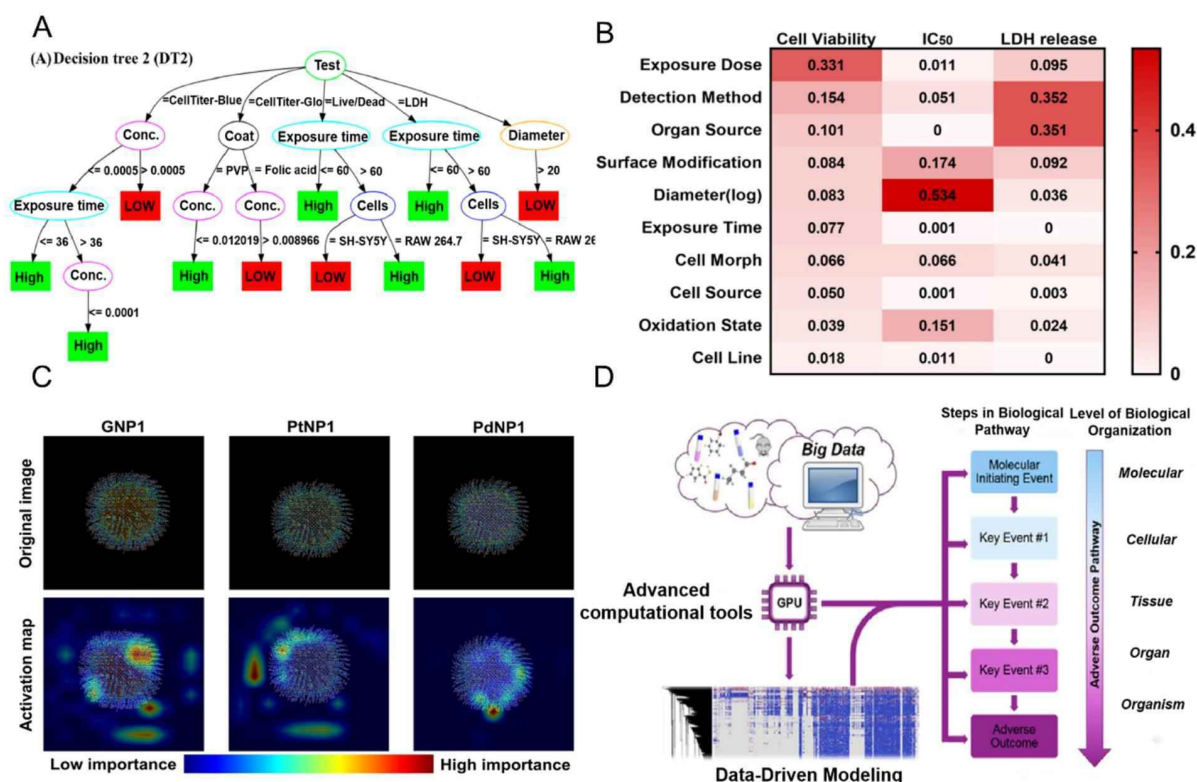 A
(A) Decision tree 2 (DT2)
Test
=CellTiter-Blue
=CellTiter-Glo
=Live/Dead
=LDH
Conc.
Coat
Exposure time
Exposure time
Diameter
<= 0.0005
> 0.0005
= PVP
= Folic acid
<= 60
> 60
<=60
> 60
> 20
Exposure time
LOW
Conc.
Conc.
High
Cells
High
Cells
LOW
<= 36
> 36
<= 0.012019
> 0.008966
= SH-SY5Y
= RAW 264.7
= SH-SY5Y
= RAW 26
High
Conc.
High
LOW
LOW
High
LOW
High
<= 0.0001
High
B
Cell Viability IC50 LDH release
Exposure Dose 0.331 0.011 0.095
Detection Method 0.154 0.051 0.352
Organ Source 0.101 0 0.351
Surface Modification 0.084 0.174 0.092
Diameter(log) 0.083 0.534 0.036
Exposure Time 0.077 0.001 0
Cell Morph 0.066 0.066 0.041
Cell Source 0.050 0.001 0.003
Oxidation State 0.039 0.151 0.024
Cell Line 0.018 0.011 0
0.4
0.2
0
C
GNP1 PtNP1 PdNP1
Original image
Activation map
Low importance
High importance
D
Big Data
Advanced
computational tools
GPU
Data-Driven Modeling
Steps in Biological
Pathway
Molecular
Initiating Event
Key Event #1
Key Event #2
Key Event #3
Adverse
Outcome
Level of Biological
Organization
Adverse Outcome Pathway
Molecular
Cellular
Tissue
Organ
Organism